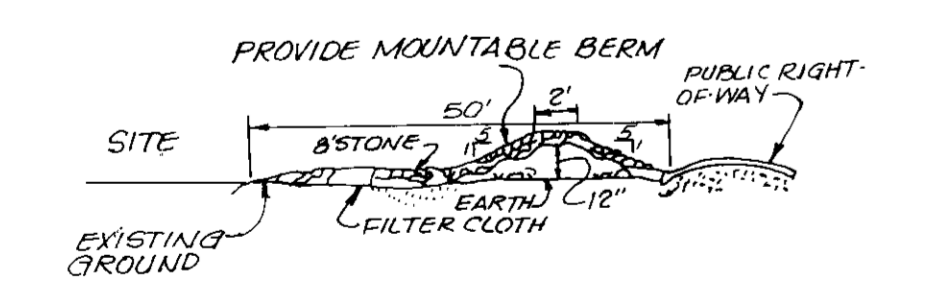 PROVIDE MOUNTABLE BERM
PUBLIC RIGHT-
OF-WAY
50'
2'
SITE
8"STONE
5
1
5
1
EARTH
12"
FILTER CLOTH
EXISTING
GROUND